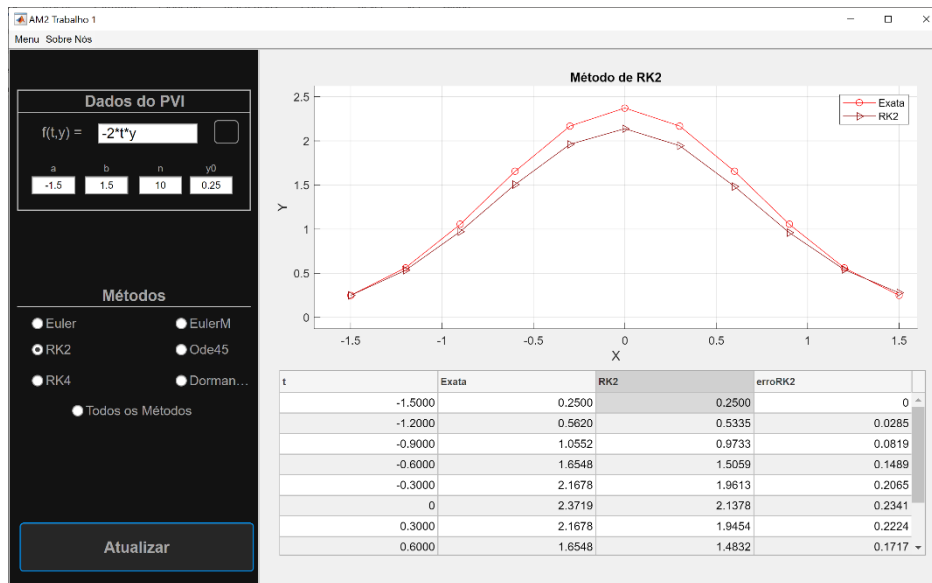 AM2 Trabalho 1
Menu Sobre Nós
Dados do PVI
f(t,y) = -2*t*y
a b n y0
-1.5 1.5 10 0.25
Métodos
Euler EulerM
RK2 Ode45
RK4 Dorman...
Todos os Métodos
Atualizar
Método de RK2
Exata
RK2
2.5
2
1.5
1
0.5
0
Y
-1.5 -1 -0.5 0 0.5 1 1.5
X
t Exata RK2 erroRK2
-1.5000 0.2500 0.2500 0
-1.2000 0.5620 0.5335 0.0285
-0.9000 1.0552 0.9733 0.0819
-0.6000 1.6548 1.5059 0.1489
-0.3000 2.1678 1.9613 0.2065
0 2.3719 2.1378 0.2341
0.3000 2.1678 1.9454 0.2224
0.6000 1.6548 1.4832 0.1717